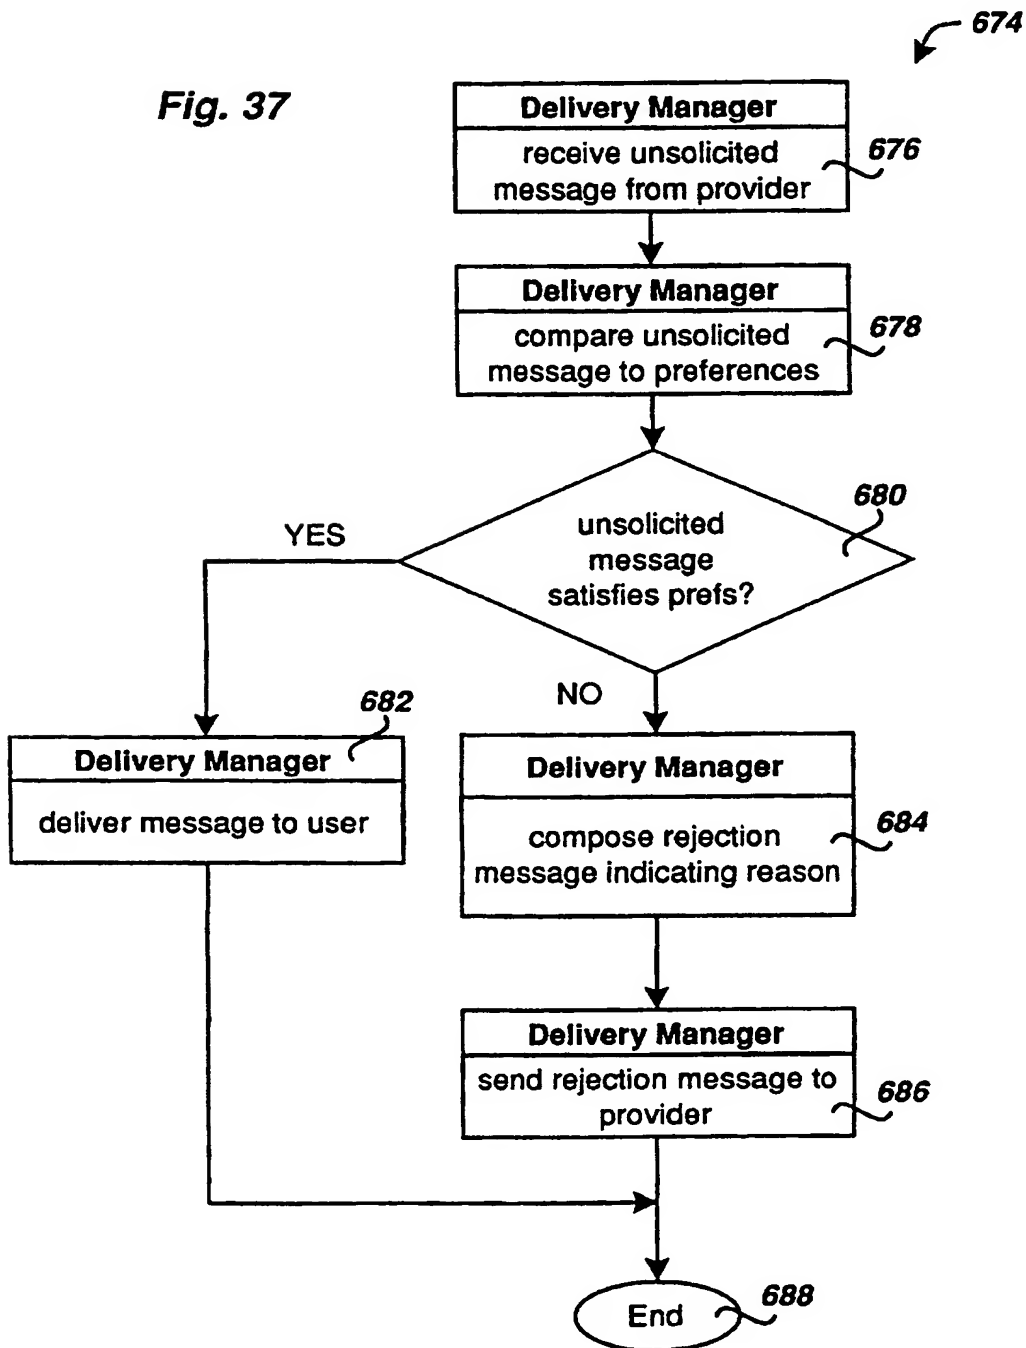 674
Fig. 37
Delivery Manager
receive unsolicited
message from provider
676
Delivery Manager
compare unsolicited
message to preferences
678
680
unsolicited
message
satisfies prefs?
YES
NO
682
Delivery Manager
deliver message to user
Delivery Manager
compose rejection
message indicating reason
684
Delivery Manager
send rejection message to
provider
686
End
688